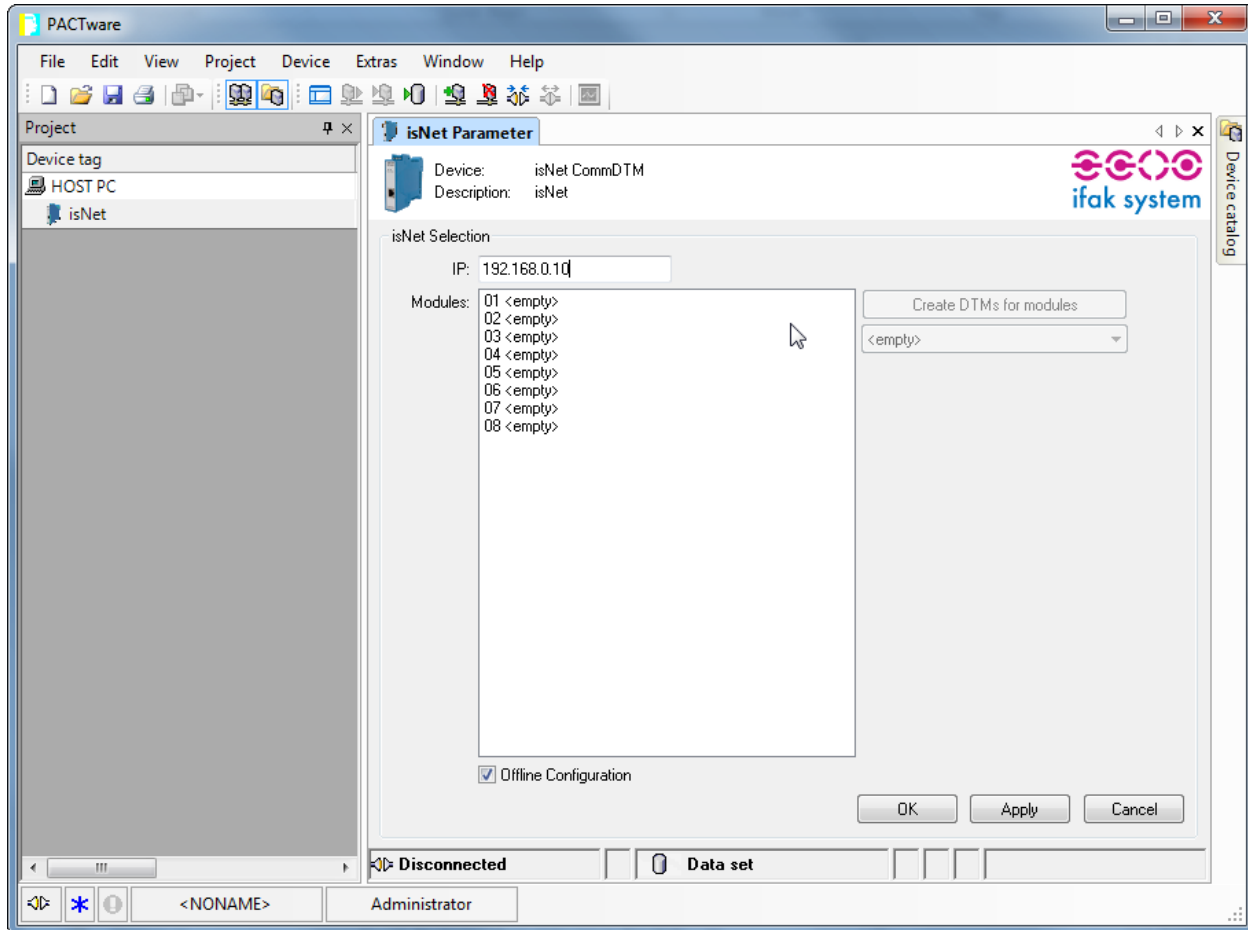 PACTware
File Edit View Project Device Extras Window Help
Project
Device tag
HOST PC
isNet
isNet Parameter
Device: isNet CommDTM
Description: isNet
ifak system
Device catalog
isNet Selection
IP: 192.168.0.10
Modules: 01 <empty>
02 <empty>
03 <empty>
04 <empty>
05 <empty>
06 <empty>
07 <empty>
08 <empty>
Create DTMs for modules
<empty>
Offline Configuration
OK Apply Cancel
Disconnected Data set
<NONAME> Administrator